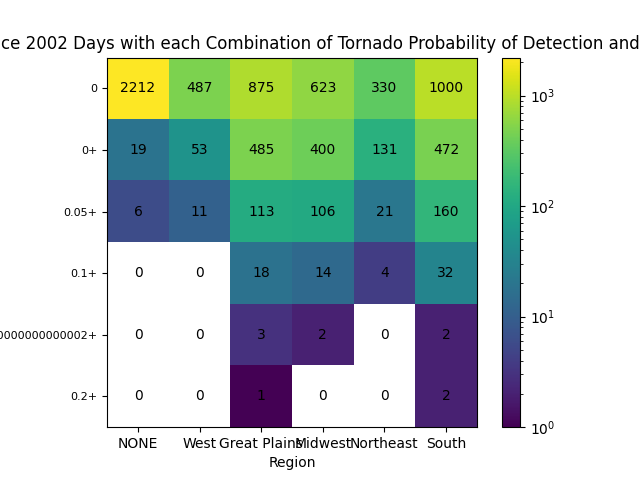 ce 2002 Days with each Combination of Tornado Probability of Detection and
0 2212 487 875 623 330 1000
0+ 19 53 485 400 131 472
0.05+ 6 11 113 106 21 160
0.1+ 0 0 18 14 4 32
0000000000002+ 0 0 3 2 0 2
0.2+ 0 0 1 0 0 2
NONE West Great Plains Midwest Northeast South
Region
10³
10²
10¹
10⁰